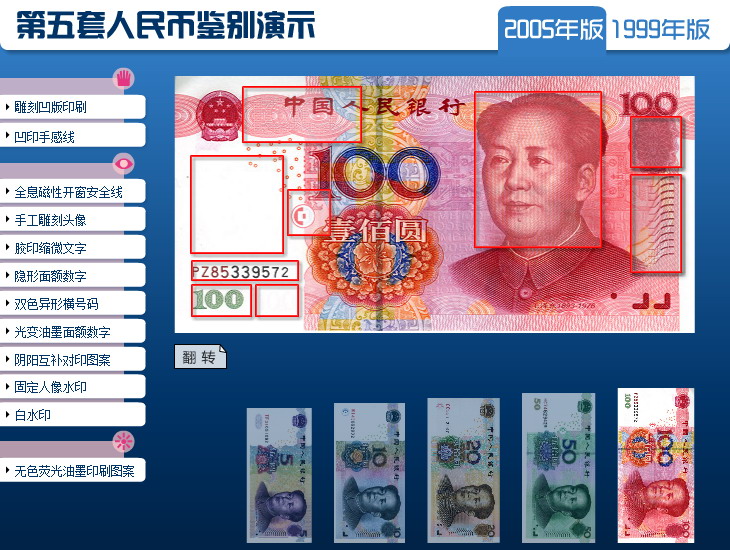 第五套人民币鉴别演示
2005年版
1999年版
雕刻凹版印刷
凹印手感线
全息磁性开窗安全线
手工雕刻头像
胶印缩微文字
隐形面额数字
双色异形横号码
光变油墨面额数字
阴阳互补对印图案
固定人像水印
白水印
无色荧光油墨印刷图案
中国人民银行
100
100
壹佰圆
PZ85339572
100
翻转
5
10
20
50
100